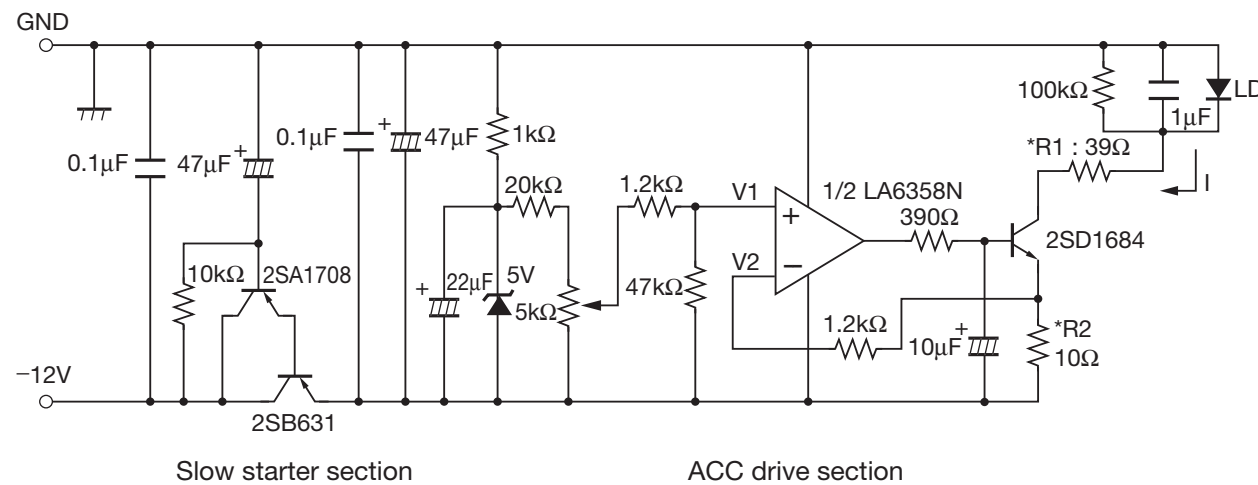 GND
100kΩ
1μF
LD
0.1μF
47μF
+
0.1μF
+
47μF
1kΩ
*R1 : 39Ω
I
20kΩ
1.2kΩ
V1
+
1/2 LA6358N
390Ω
2SD1684
10kΩ
2SA1708
+
22μF
5V
5kΩ
47kΩ
V2
−
1.2kΩ
10μF
+
*R2
10Ω
−12V
2SB631
Slow starter section
ACC drive section